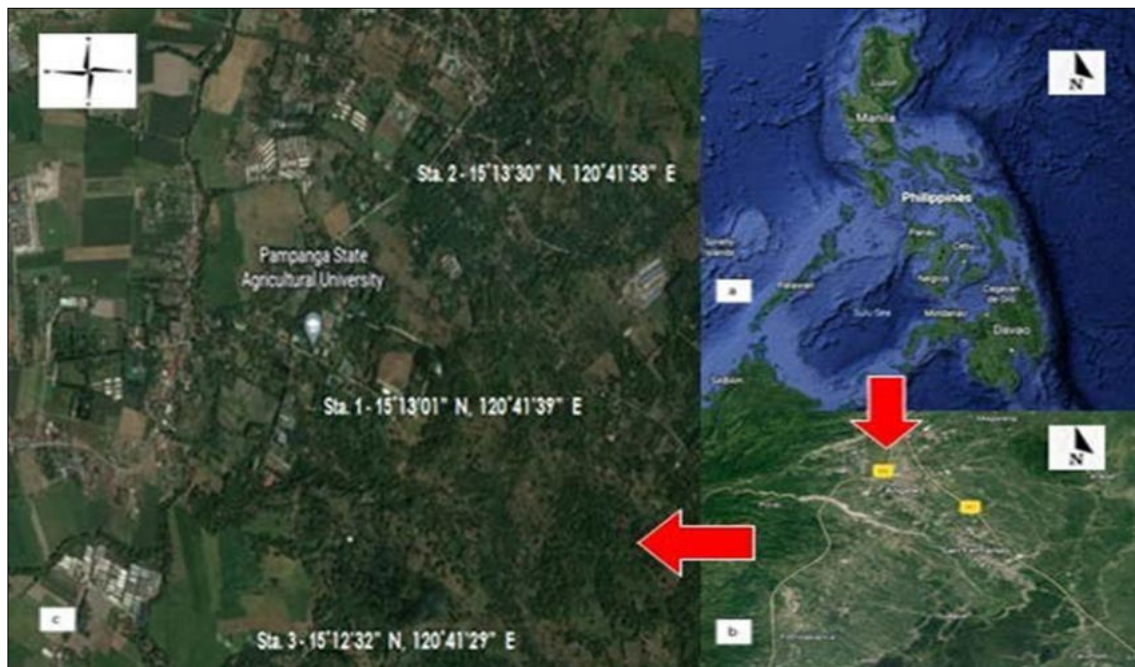 Sta. 2 - 15°13'30" N, 120°41'58" E
Pampanga State
Agricultural University
Sta. 1 - 15°13'01" N, 120°41'39" E
Sta. 3 - 15°12'32" N, 120°41'29" E
c
N
Luzon
Manila
Philippines
Panay
Cebu
Negros
Palawan
Cagayan
de Oro
Sulu Sea
Mindanao
Davao
a
N
b